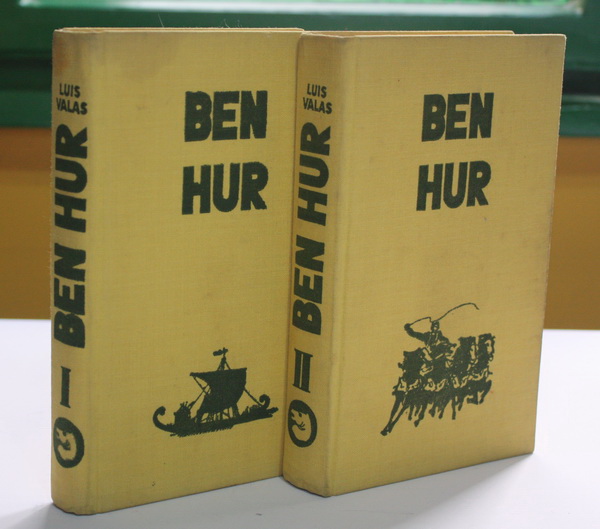 LUIS
VALAS
BEN HUR
I
BEN
HUR
LUIS
VALAS
BEN HUR
II
BEN
HUR